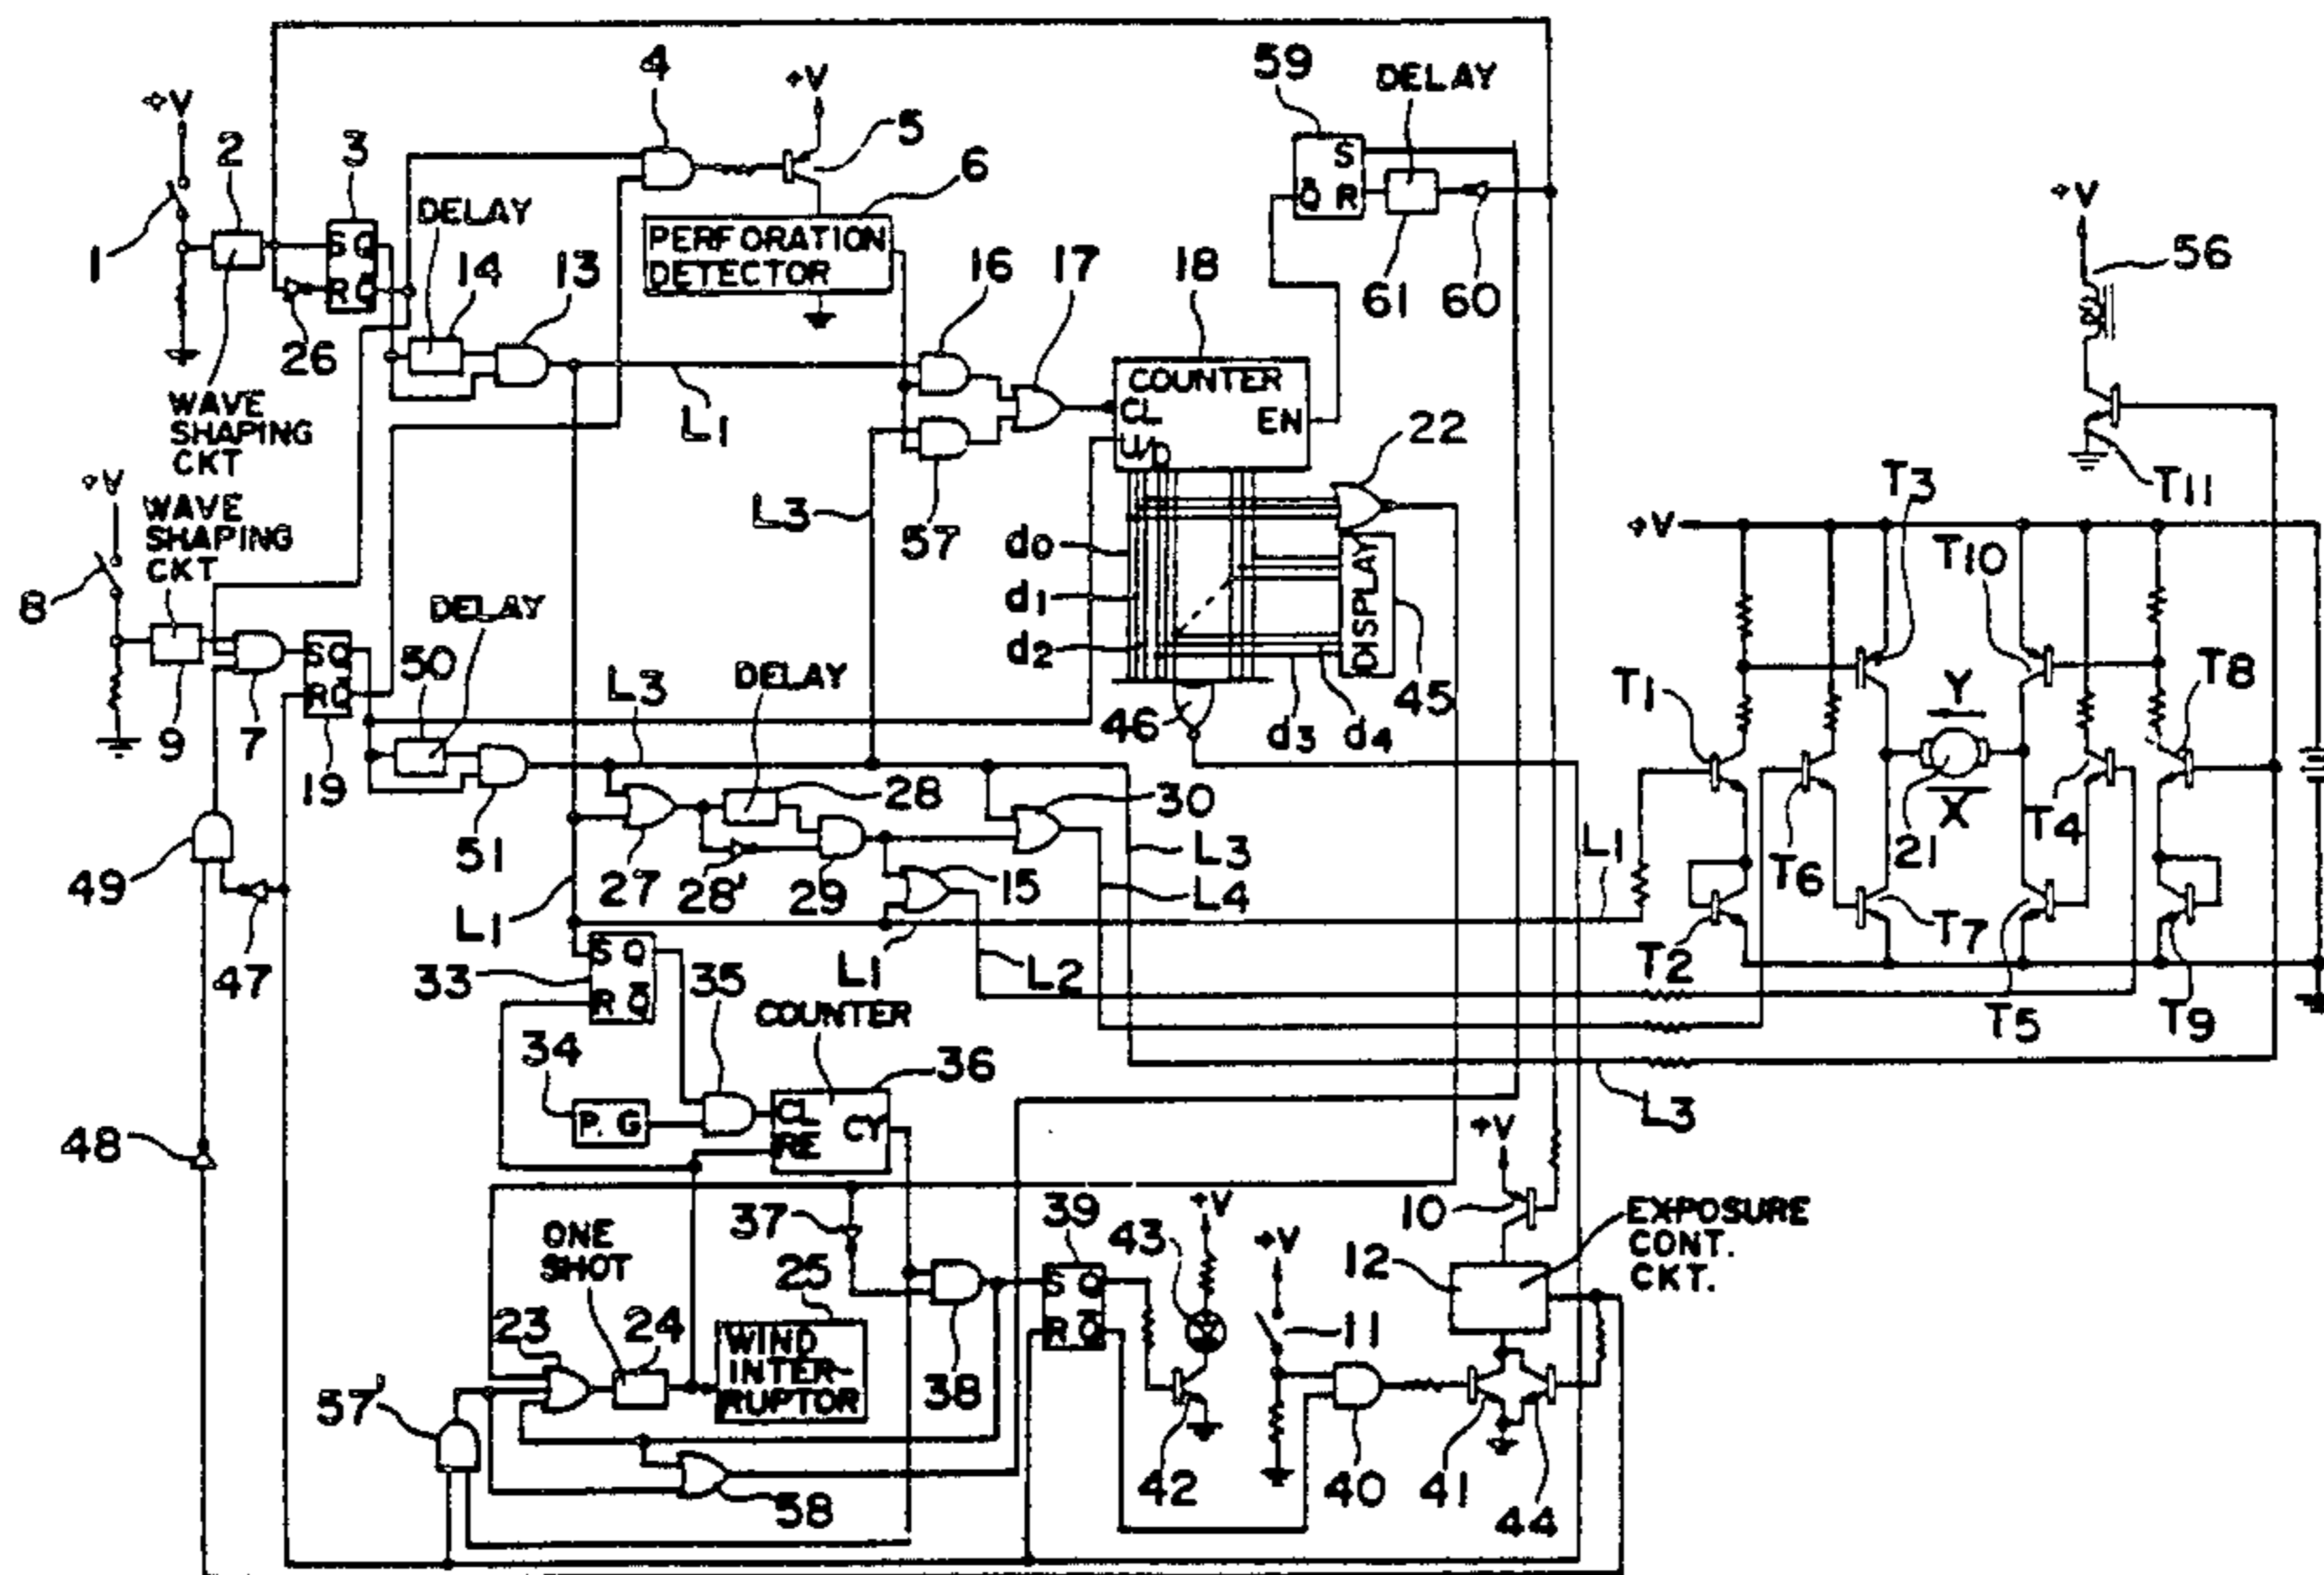 4
+V
59
DELAY
+V
2
3
5
6
DELAY
S
Q̄ R
+V
1
S Q
R Q̄
14
13
PERFORATION
DETECTOR
16
17
18
61
60
56
26
COUNTER
CL
EN
U/D
WAVE
SHAPING
CKT
L1
22
+V
WAVE
SHAPING
CKT
L3
57
T3
T11
+V
8
d0
d1
d2
DISPLAY
T10
DELAY
9
7
S Q
R Q̄
19
50
L3
DELAY
46
d3
d4
45
T1
Y
T8
21
X
T4
28
30
49
51
27
28'
29
15
L3
L4
L1
T6
T7
47
L1
S Q
R Q̄
33
35
L1
L2
T2
T5
T9
COUNTER
34
P.G
CL
RE
CY
36
L3
48
+V
37
39
+V
43
+V
10
EXPOSURE
CONT.
CKT.
ONE
SHOT
25
12
23
24
WIND
INTER-
RUPTOR
38
S Q
R Q̄
11
57'
58
42
40
41
44